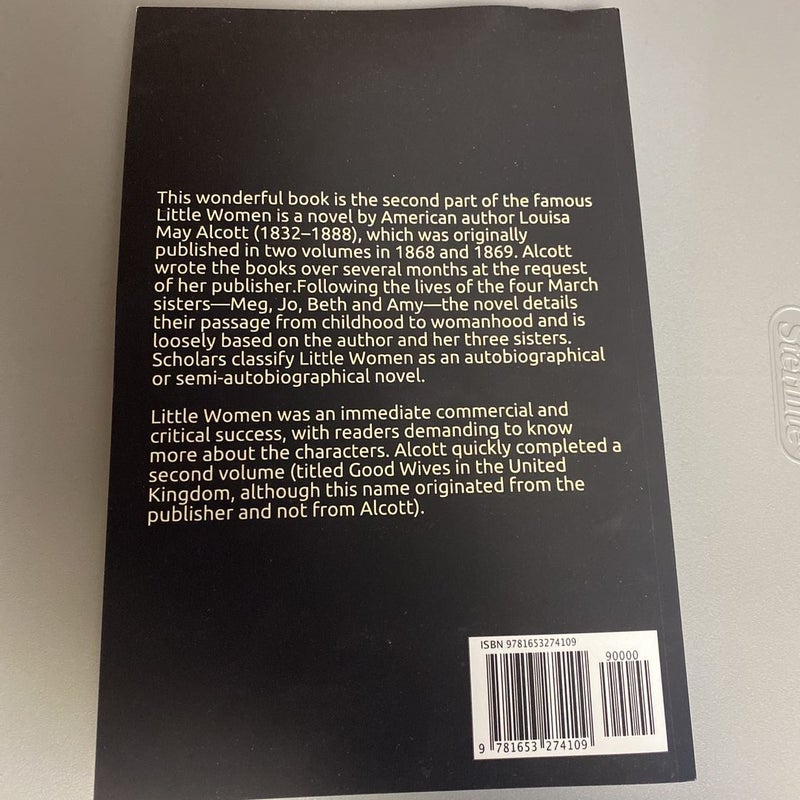 This wonderful book is the second part of the famous
Little Women is a novel by American author Louisa
May Alcott (1832–1888), which was originally
published in two volumes in 1868 and 1869. Alcott
wrote the books over several months at the request
of her publisher.Following the lives of the four March
sisters—Meg, Jo, Beth and Amy—the novel details
their passage from childhood to womanhood and is
loosely based on the author and her three sisters.
Scholars classify Little Women as an autobiographical
or semi-autobiographical novel.
Little Women was an immediate commercial and
critical success, with readers demanding to know
more about the characters. Alcott quickly completed a
second volume (titled Good Wives in the United
Kingdom, although this name originated from the
publisher and not from Alcott).
ISBN 9781653274109
90000
9 781653 274109
Sterilite